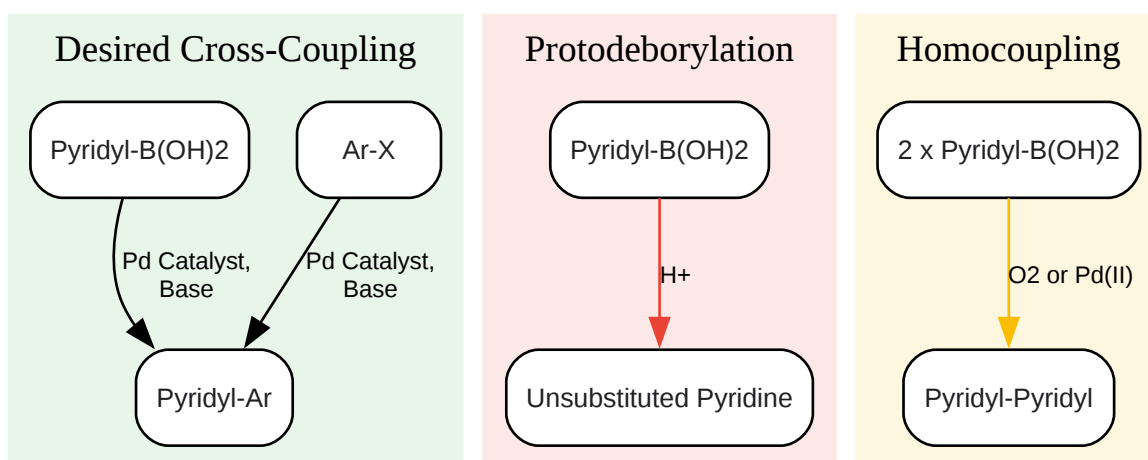 Desired Cross-Coupling
Pyridyl-B(OH)2
Ar-X
Pd Catalyst,
Base
Pd Catalyst,
Base
Pyridyl-Ar
Protodeborylation
Pyridyl-B(OH)2
H+
Unsubstituted Pyridine
Homocoupling
2 x Pyridyl-B(OH)2
O2 or Pd(II)
Pyridyl-Pyridyl